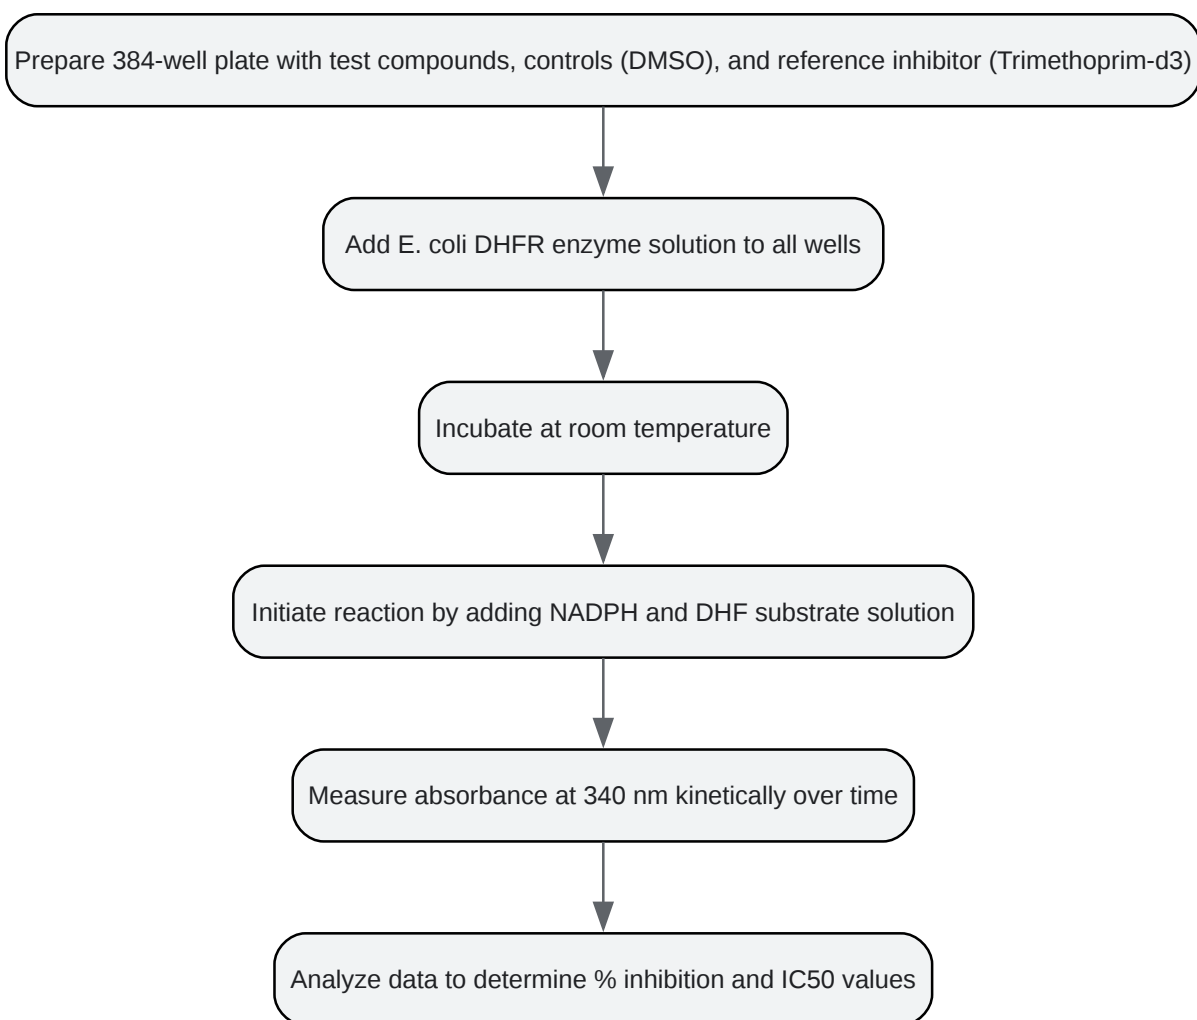 Prepare 384-well plate with test compounds, controls (DMSO), and reference inhibitor (Trimethoprim-d3)
Add E. coli DHFR enzyme solution to all wells
Incubate at room temperature
Initiate reaction by adding NADPH and DHF substrate solution
Measure absorbance at 340 nm kinetically over time
Analyze data to determine % inhibition and IC50 values